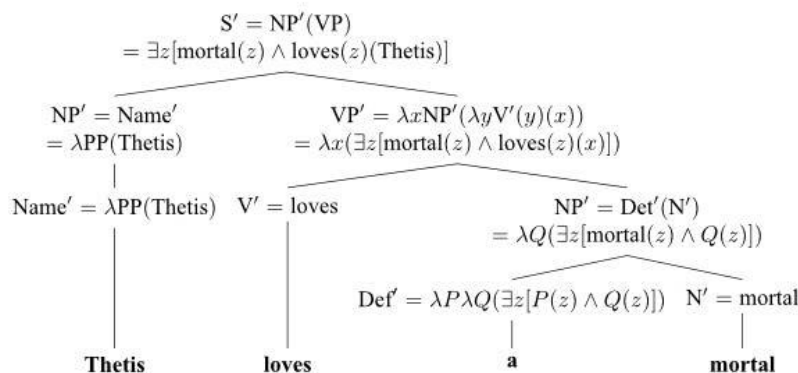 S′ = NP′(VP)
= ∃z[mortal(z) ∧ loves(z)(Thetis)]
NP′ = Name′
= λPP(Thetis)
VP′ = λxNP′(λyV′(y)(x))
= λx(∃z[mortal(z) ∧ loves(z)(x)])
Name′ = λPP(Thetis)
V′ = loves
NP′ = Det′(N′)
= λQ(∃z[mortal(z) ∧ Q(z)])
Def′ = λPλQ(∃z[P(z) ∧ Q(z)])
N′ = mortal
Thetis loves a mortal